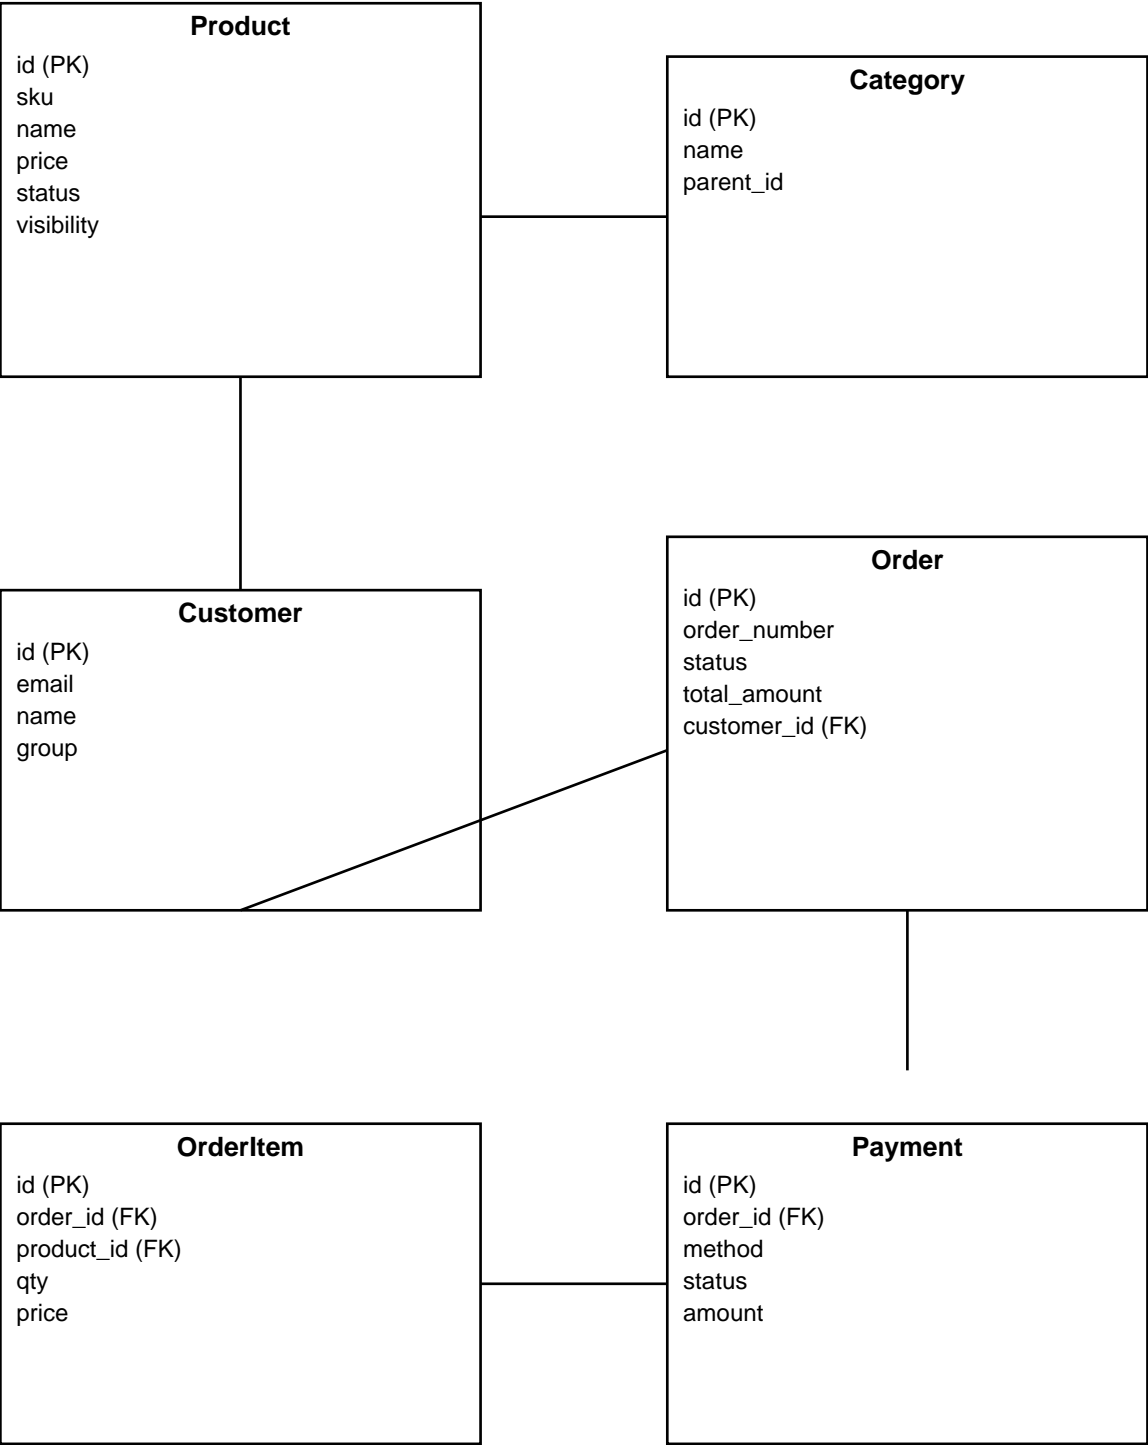 Product
id (PK)
sku
name
price
status
visibility
Category
id (PK)
name
parent_id
Customer
id (PK)
email
name
group
Order
id (PK)
order_number
status
total_amount
customer_id (FK)
OrderItem
id (PK)
order_id (FK)
product_id (FK)
qty
price
Payment
id (PK)
order_id (FK)
method
status
amount